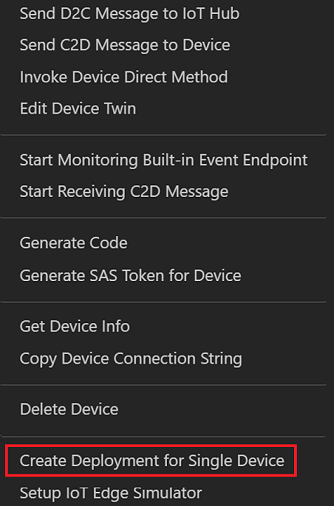 Send D2C Message to IoT Hub
Send C2D Message to Device
Invoke Device Direct Method
Edit Device Twin
Start Monitoring Built-in Event Endpoint
Start Receiving C2D Message
Generate Code
Generate SAS Token for Device
Get Device Info
Copy Device Connection String
Delete Device
Create Deployment for Single Device
Setup IoT Edge Simulator